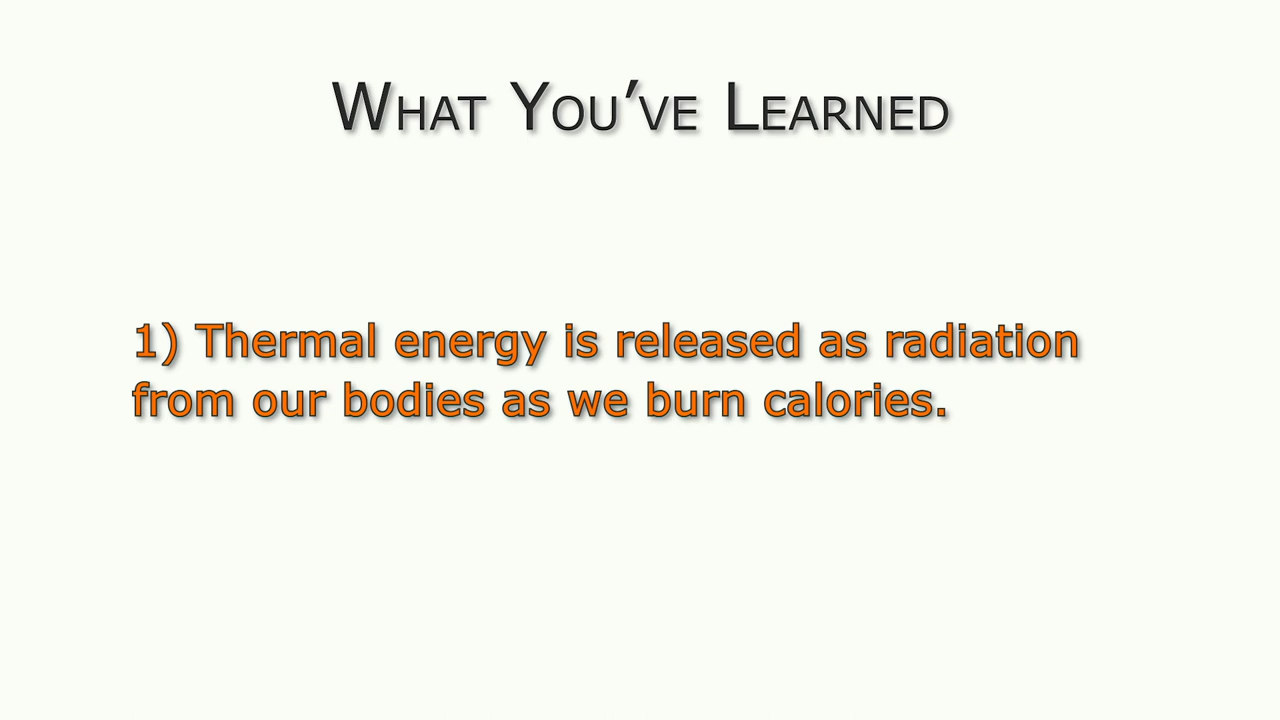 What You’ve Learned
1) Thermal energy is released as radiation
from our bodies as we burn calories.